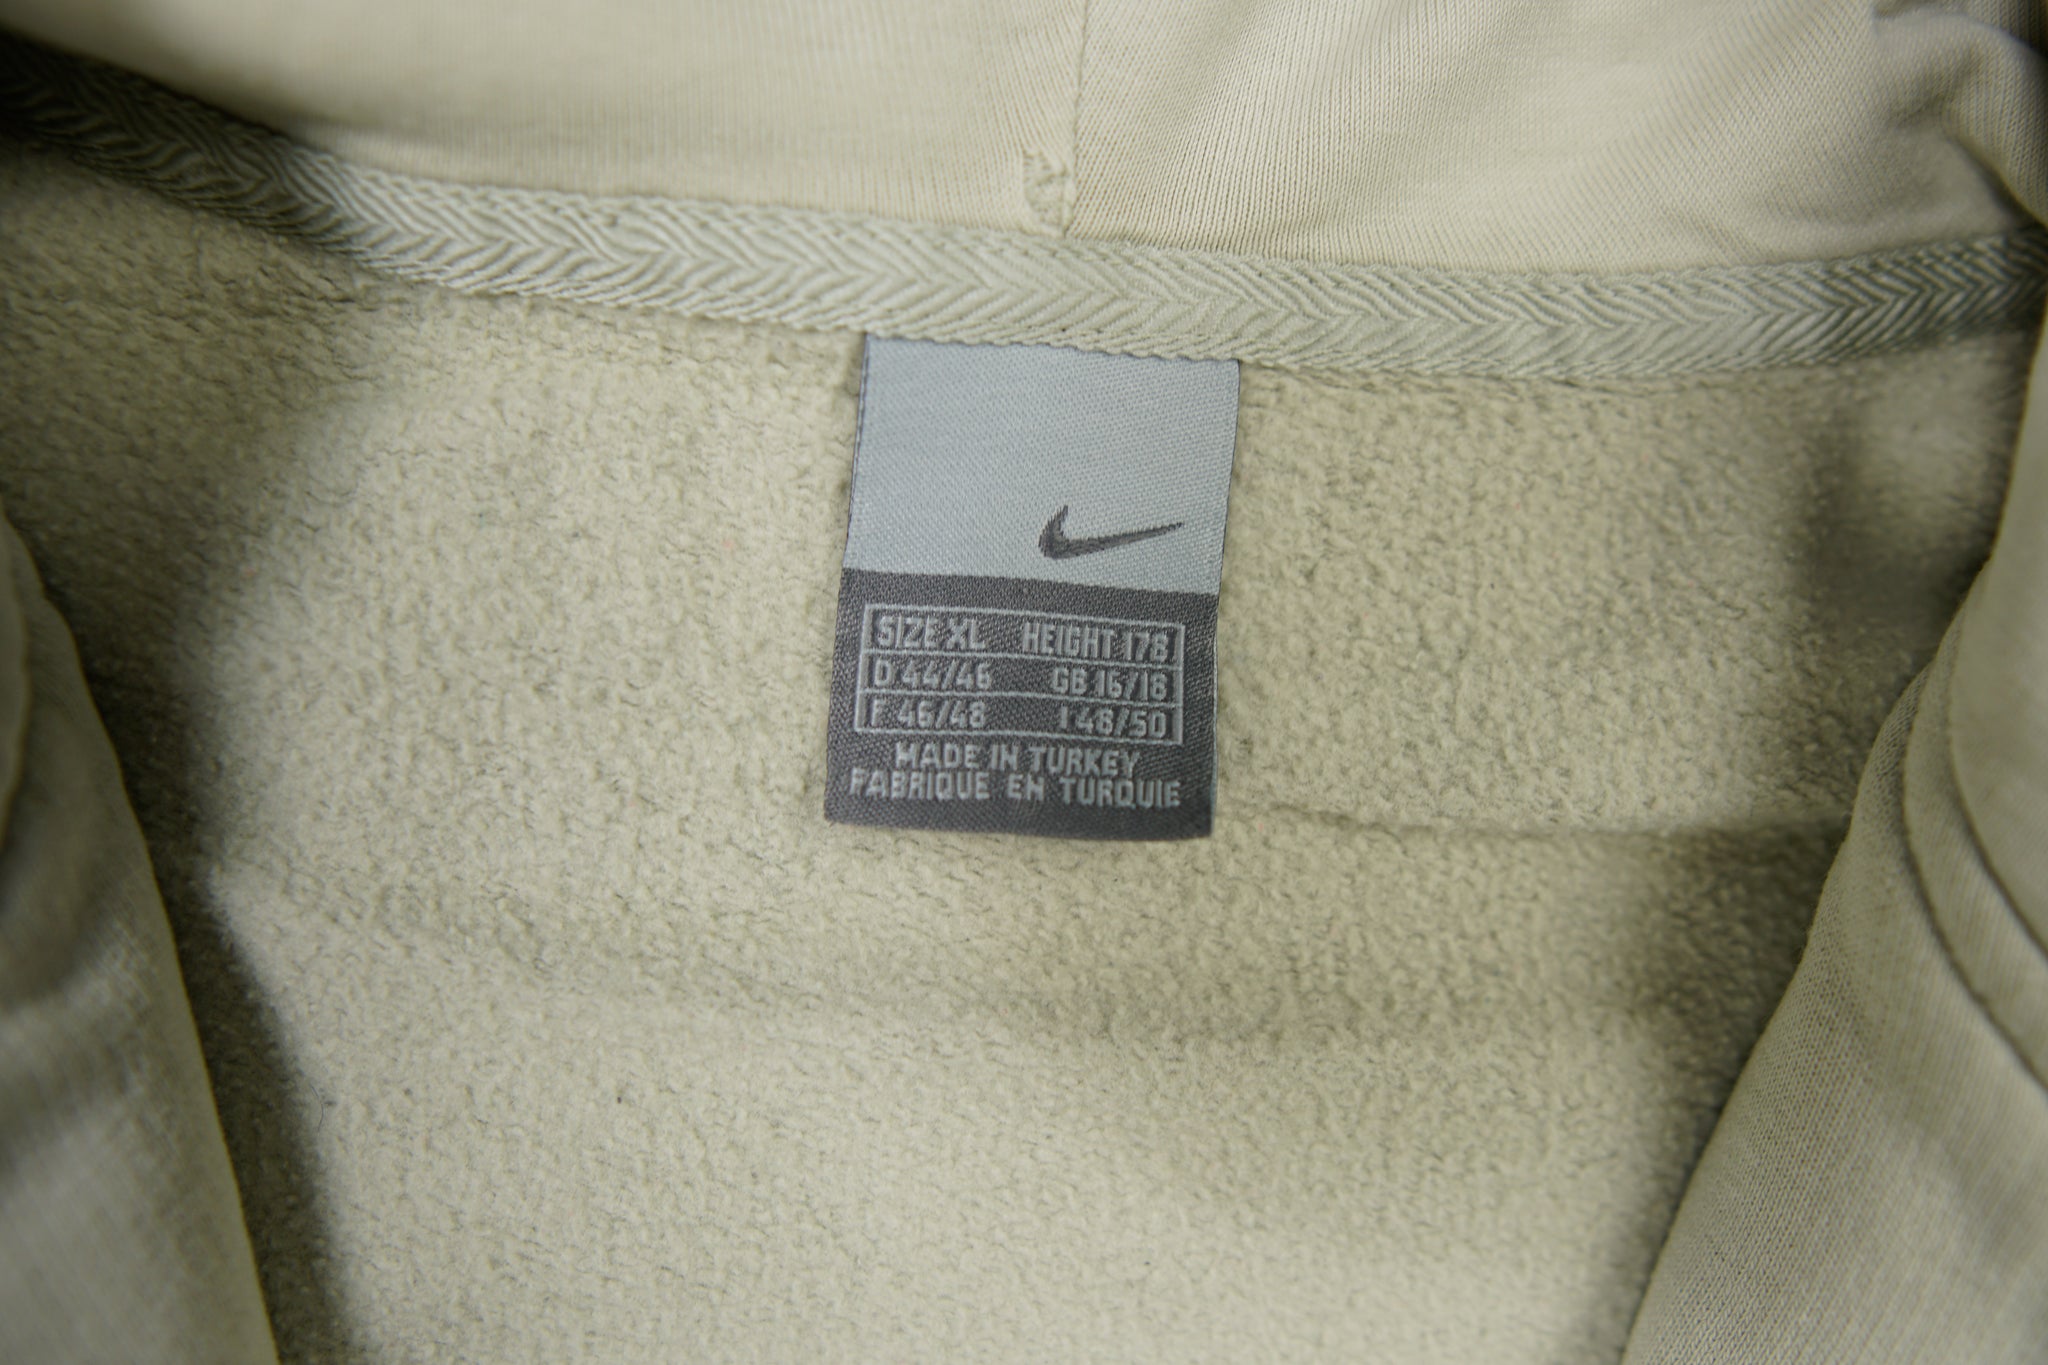 SIZE XL HEIGHT 178
D 44/46 GB 16/18
F 46/48 I 48/50
MADE IN TURKEY
FABRIQUE EN TURQUIE